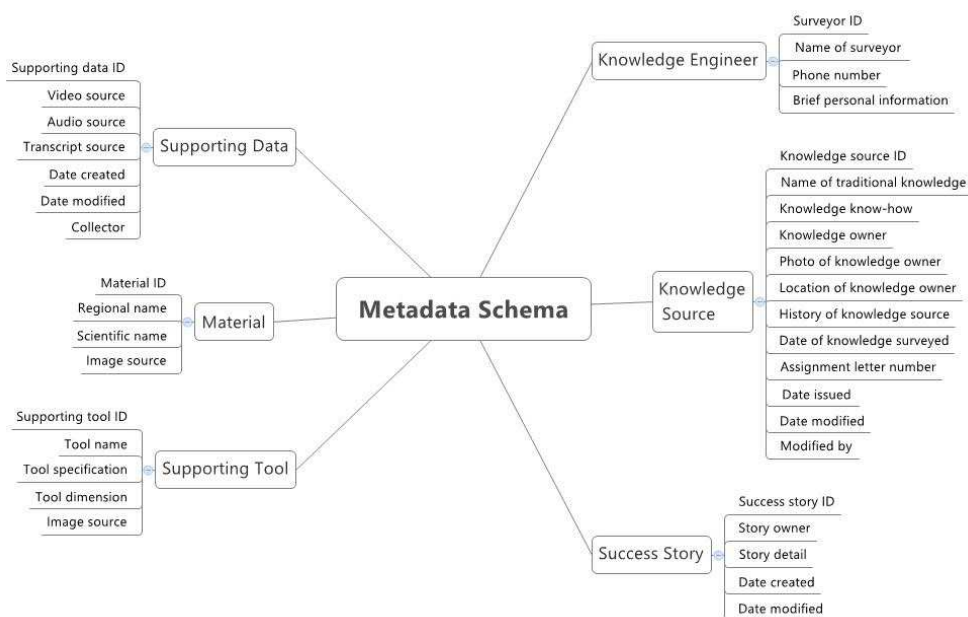 Metadata Schema
Knowledge Engineer
Surveyor ID
Name of surveyor
Phone number
Brief personal information
Knowledge
Source
Knowledge source ID
Name of traditional knowledge
Knowledge know-how
Knowledge owner
Photo of knowledge owner
Location of knowledge owner
History of knowledge source
Date of knowledge surveyed
Assignment letter number
Date issued
Date modified
Modified by
Success Story
Success story ID
Story owner
Story detail
Date created
Date modified
Supporting Data
Supporting data ID
Video source
Audio source
Transcript source
Date created
Date modified
Collector
Material
Material ID
Regional name
Scientific name
Image source
Supporting Tool
Supporting tool ID
Tool name
Tool specification
Tool dimension
Image source